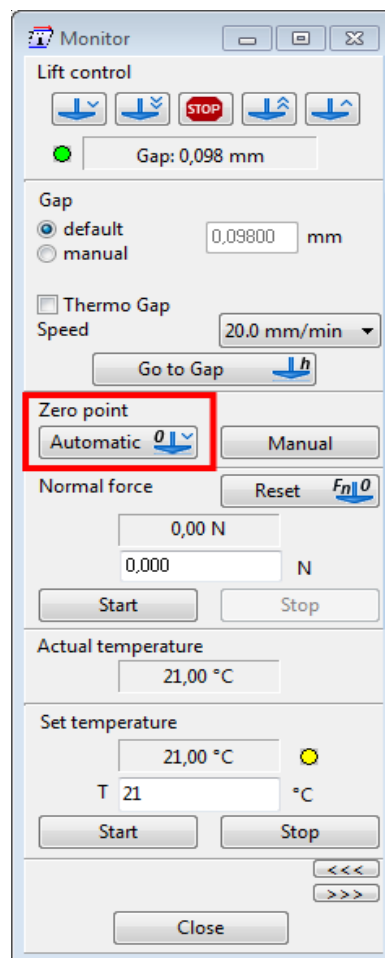 Monitor
Lift control
STOP
Gap: 0,098 mm
Gap
default
0,09800 mm
manual
Thermo Gap
Speed 20.0 mm/min
Go to Gap h
Zero point
Automatic 0 Manual
Normal force Reset Fn 0
0,00 N
0,000 N
Start Stop
Actual temperature
21,00 °C
Set temperature
21,00 °C
T 21 °C
Start Stop
<<<
>>>
Close